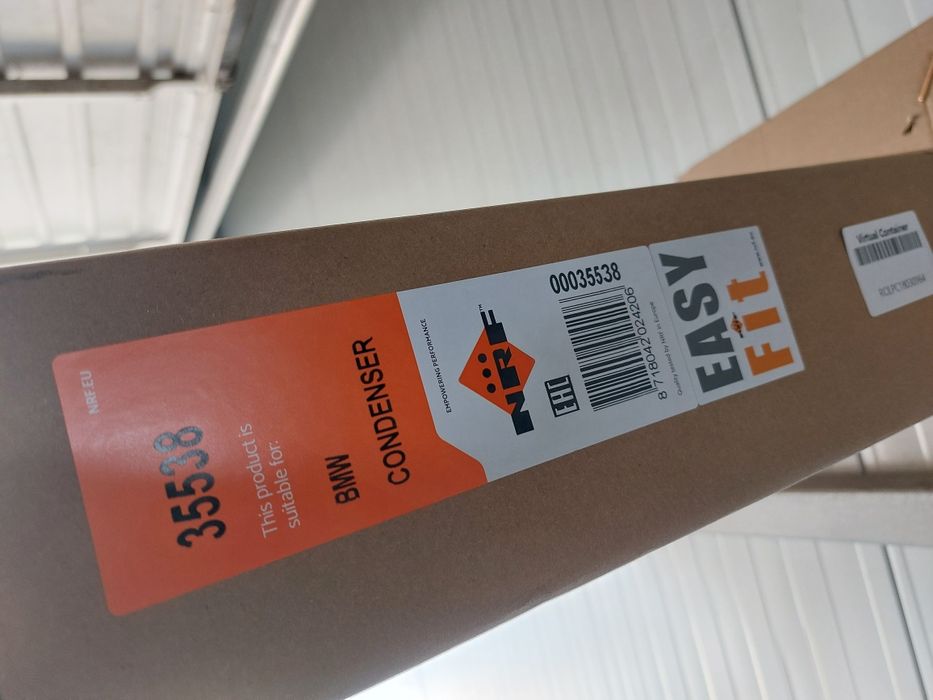 NRF.EU
35538
This product is
suitable for:
BMW
CONDENSER
EMPOWERING PERFORMANCE
NRF™
EAC
00035538
8 718042 024206
Quality tested by NRF in Europe
EASY
Fit
www.nrf.eu
Virtual Container